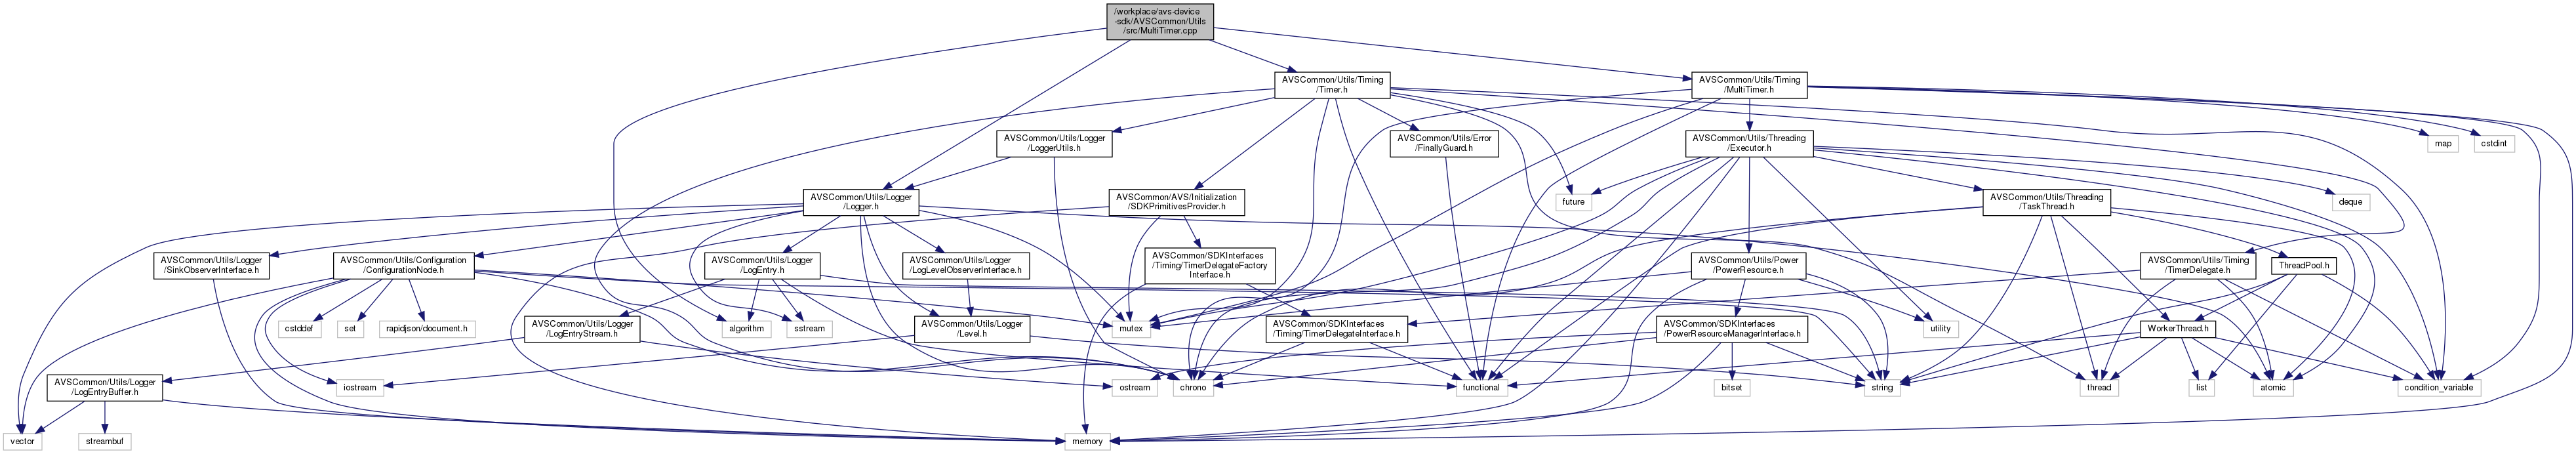 /workplace/avs-device
-sdk/AVSCommon/Utils
/src/MultiTimer.cpp
AVSCommon/Utils/Timing
/Timer.h
AVSCommon/Utils/Timing
/MultiTimer.h
AVSCommon/Utils/Logger
/LoggerUtils.h
AVSCommon/Utils/Error
/FinallyGuard.h
AVSCommon/Utils/Threading
/Executor.h
map
cstdint
AVSCommon/Utils/Logger
/Logger.h
AVSCommon/AVS/Initialization
/SDKPrimitivesProvider.h
future
AVSCommon/Utils/Threading
/TaskThread.h
deque
AVSCommon/Utils/Logger
/SinkObserverInterface.h
AVSCommon/Utils/Configuration
/ConfigurationNode.h
AVSCommon/Utils/Logger
/LogEntry.h
AVSCommon/Utils/Logger
/LogLevelObserverInterface.h
AVSCommon/SDKInterfaces
/Timing/TimerDelegateFactory
Interface.h
AVSCommon/Utils/Power
/PowerResource.h
AVSCommon/Utils/Timing
/TimerDelegate.h
ThreadPool.h
cstddef
set
rapidjson/document.h
AVSCommon/Utils/Logger
/LogEntryStream.h
algorithm
sstream
AVSCommon/Utils/Logger
/Level.h
mutex
AVSCommon/SDKInterfaces
/Timing/TimerDelegateInterface.h
AVSCommon/SDKInterfaces
/PowerResourceManagerInterface.h
utility
WorkerThread.h
AVSCommon/Utils/Logger
/LogEntryBuffer.h
iostream
ostream
chrono
functional
bitset
string
thread
list
atomic
condition_variable
vector
streambuf
memory